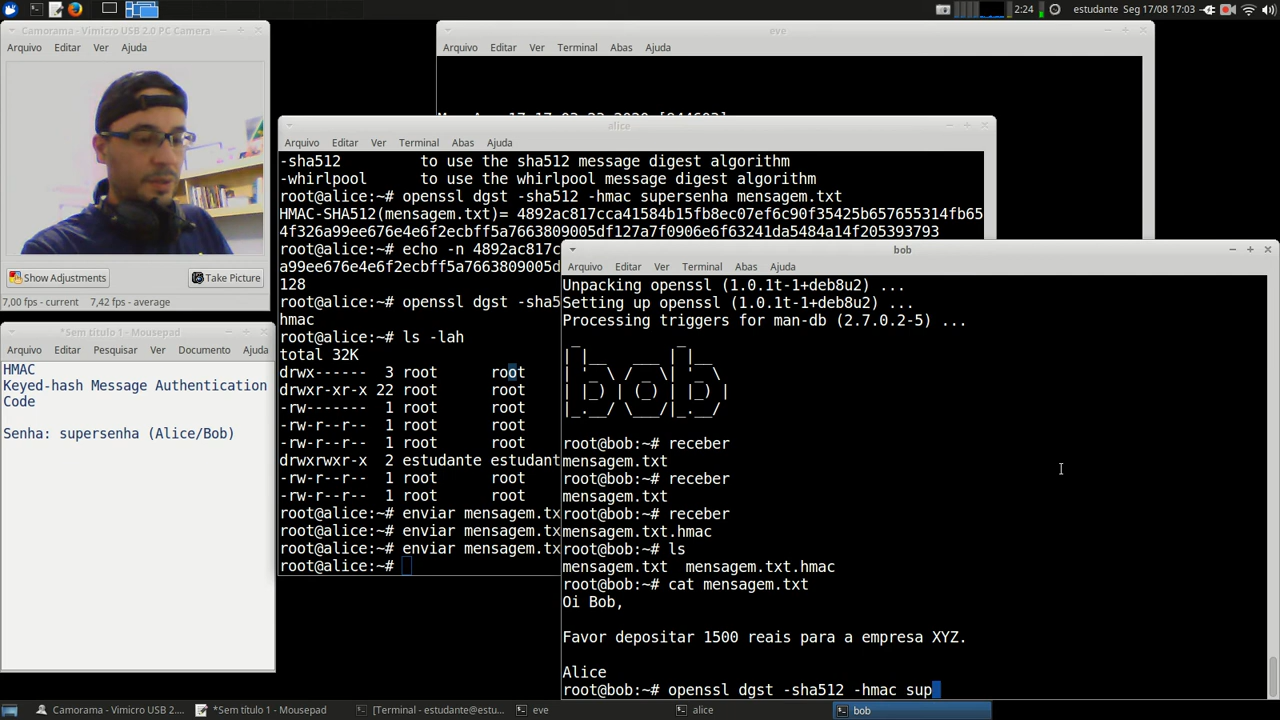 2:24
estudante Seg 17/08 17:03
Camorama - Vimicro USB 2.0 PC Camera
Arquivo Editar Ver Ajuda
Show Adjustments
Take Picture
7,00 fps - current 7,42 fps - average
*Sem título 1 - Mousepad
Arquivo Editar Pesquisar Ver Documento Ajuda
HMAC
Keyed-hash Message Authentication
Code
Senha: supersenha (Alice/Bob)
eve
Arquivo Editar Ver Terminal Abas Ajuda
alice
Arquivo Editar Ver Terminal Abas Ajuda
-sha512 to use the sha512 message digest algorithm
-whirlpool to use the whirlpool message digest algorithm
root@alice:~# openssl dgst -sha512 -hmac supersenha mensagem.txt
HMAC-SHA512(mensagem.txt)= 4892ac817cca41584b15fb8ec07ef6c90f35425b657655314fb65
4f326a99ee676e4e6f2ecbff5a7663809005df127a7f0906e6f63241da5484a14f205393793
root@alice:~# echo -n 4892ac817c
a99ee676e4e6f2ecbff5a7663809005d
128
root@alice:~# openssl dgst -sha5
hmac
root@alice:~# ls -lah
total 32K
drwx------ 3 root root
drwxr-xr-x 22 root root
-rw------- 1 root root
-rw-r--r-- 1 root root
-rw-r--r-- 1 root root
drwxrwxr-x 2 estudante estudant
-rw-r--r-- 1 root root
-rw-r--r-- 1 root root
root@alice:~# enviar mensagem.tx
root@alice:~# enviar mensagem.tx
root@alice:~# enviar mensagem.tx
root@alice:~#
bob
Arquivo Editar Ver Terminal Abas Ajuda
Unpacking openssl (1.0.1t-1+deb8u2) ...
Setting up openssl (1.0.1t-1+deb8u2) ...
Processing triggers for man-db (2.7.0.2-5) ...
bob
root@bob:~# receber
mensagem.txt
root@bob:~# receber
mensagem.txt
root@bob:~# receber
mensagem.txt.hmac
root@bob:~# ls
mensagem.txt mensagem.txt.hmac
root@bob:~# cat mensagem.txt
Oi Bob,
Favor depositar 1500 reais para a empresa XYZ.
Alice
root@bob:~# openssl dgst -sha512 -hmac sup
Camorama - Vimicro USB 2....
*Sem título 1 - Mousepad
[Terminal - estudante@estu...
eve
alice
bob